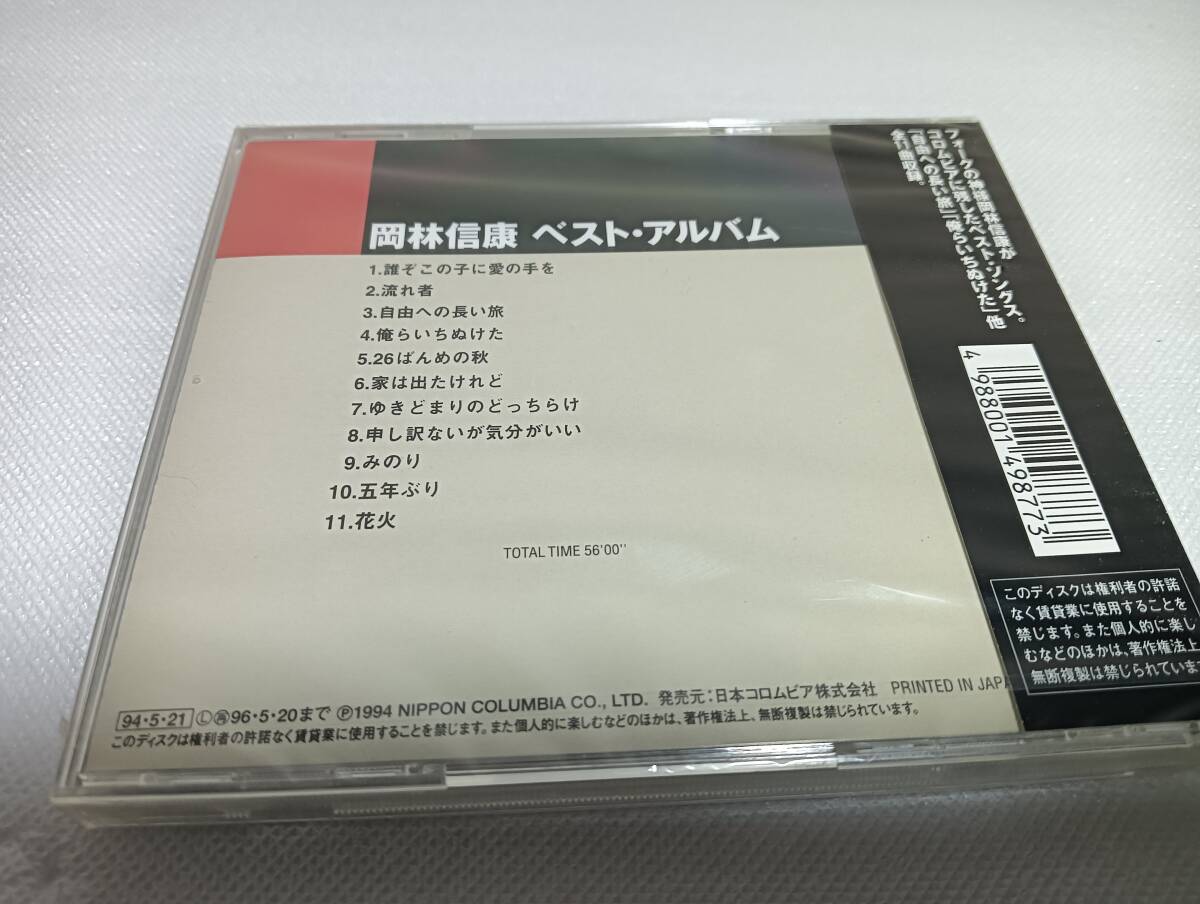 岡林信康 ベスト・アルバム
1.誰ぞこの子に愛の手を
2.流れ者
3.自由への長い旅
4.俺らいちぬけた
5.26ばんめの秋
6.家は出たけれど
7.ゆきどまりのどっちらけ
8.申し訳ないが気分がいい
9.みのり
10.五年ぶり
11.花火
TOTAL TIME 56'00''
94・5・21 Ⓛ 96・5・20まで Ⓟ1994 NIPPON COLUMBIA CO., LTD. 発売元:日本コロムビア株式会社 PRINTED IN JAPA
このディスクは権利者の許諾なく賃貸業に使用することを禁じます。また個人的に楽しむなどのほかは、著作権法上、無断複製は禁じられています。
フォークの神様岡林信康が
コロムビアに残したベスト・ソングス。
「自由への長い旅」「俺らいちぬけた」他
全11曲収録。
4 988001 498773
このディスクは権利者の許諾
なく賃貸業に使用することを
禁じます。また個人的に楽し
むなどのほかは、著作権法上
無断複製は禁じられていま